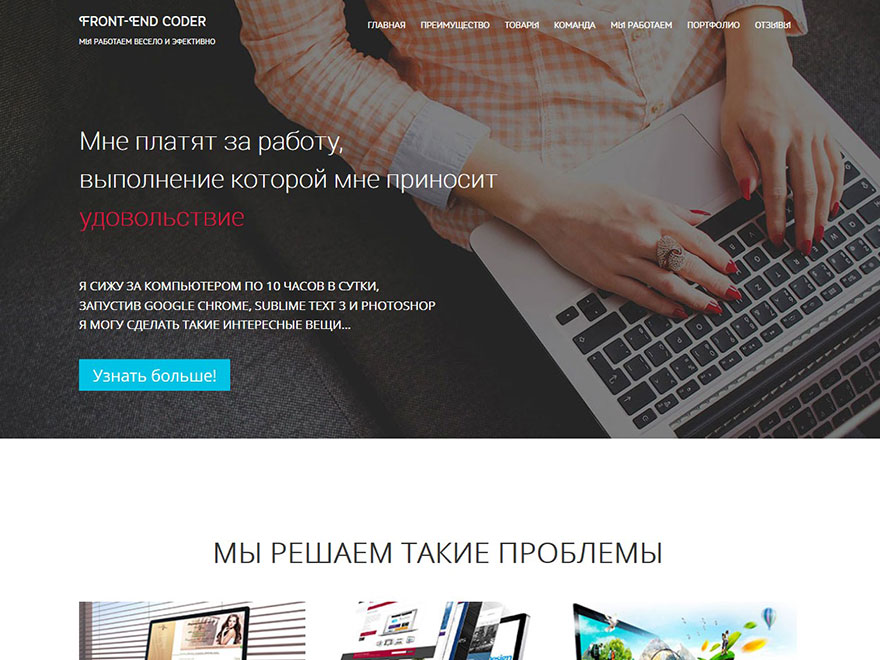 FRONT-END CODER
МЫ РАБОТАЕМ ВЕСЕЛО И ЭФЕКТИВНО
ГЛАВНАЯ ПРЕИМУЩЕСТВО ТОВАРЫ КОМАНДА МЫ РАБОТАЕМ ПОРТФОЛИО ОТЗЫВЫ
Мне платят за работу,
выполнение которой мне приносит
удовольствие
Я СИЖУ ЗА КОМПЬЮТЕРОМ ПО 10 ЧАСОВ В СУТКИ,
ЗАПУСТИВ GOOGLE CHROME, SUBLIME TEXT 3 И PHOTOSHOP
Я МОГУ СДЕЛАТЬ ТАКИЕ ИНТЕРЕСНЫЕ ВЕЩИ...
Узнать больше!
МЫ РЕШАЕМ ТАКИЕ ПРОБЛЕМЫ